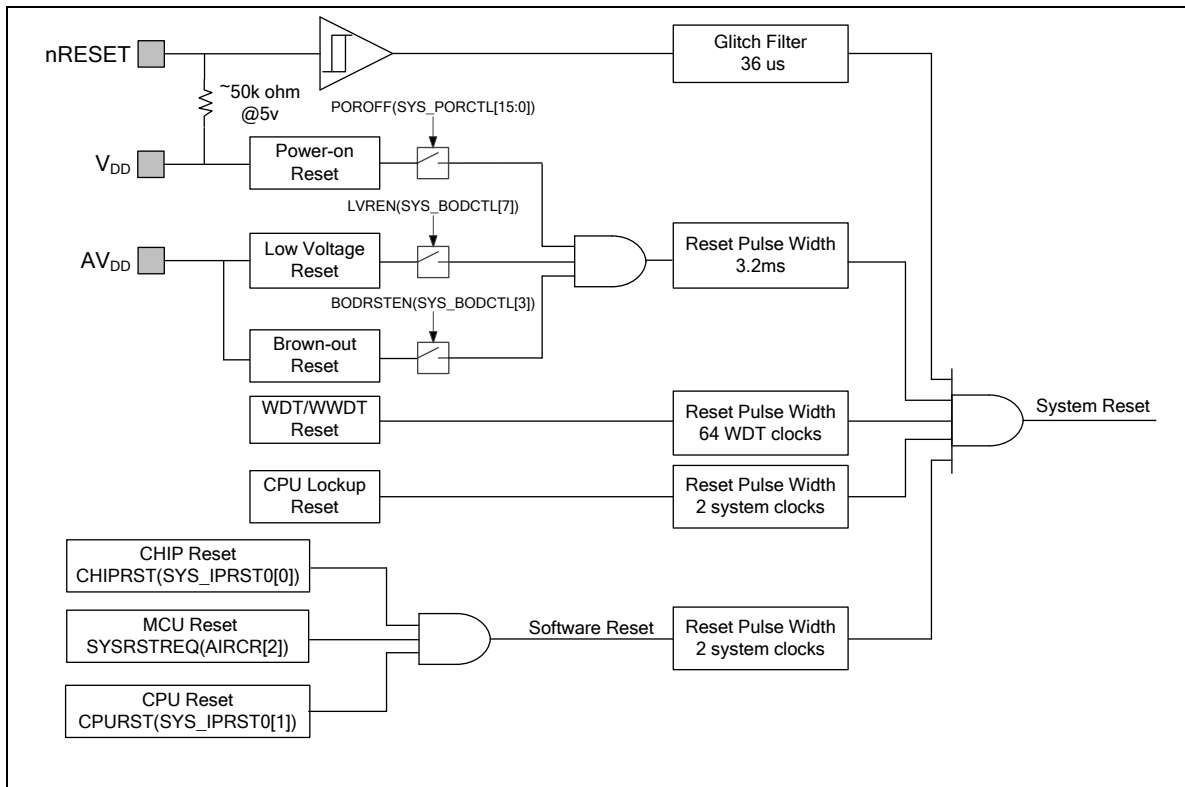 nRESET
~50k ohm
@5v
Glitch Filter
36 us
POROFF(SYS_PORCTL[15:0])
VDD
Power-on
Reset
LVREN(SYS_BODCTL[7])
AVDD
Low Voltage
Reset
Reset Pulse Width
3.2ms
BODRSTEN(SYS_BODCTL[3])
Brown-out
Reset
WDT/WWDT
Reset
Reset Pulse Width
64 WDT clocks
System Reset
CPU Lockup
Reset
Reset Pulse Width
2 system clocks
CHIP Reset
CHIPRST(SYS_IPRST0[0])
MCU Reset
SYSRSTREQ(AIRCR[2])
Software Reset
Reset Pulse Width
2 system clocks
CPU Reset
CPURST(SYS_IPRST0[1])